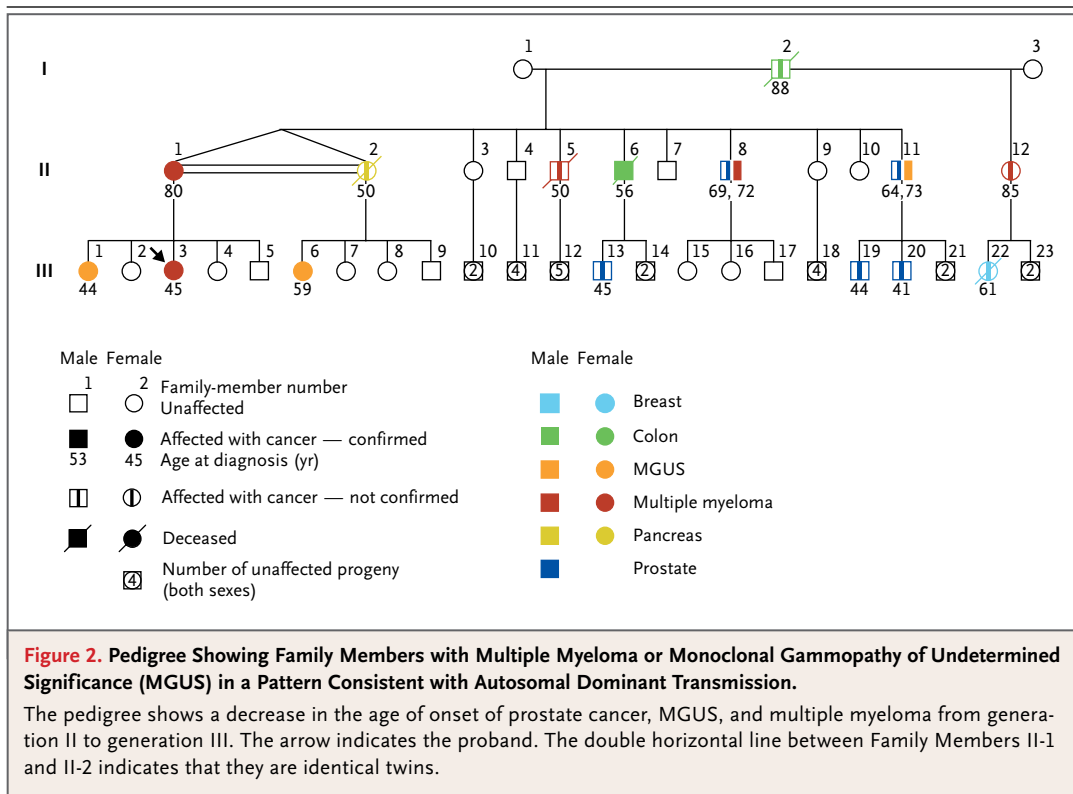 1 2 3
I
88
1 2 3 4 5 6 7 8 9 10 11 12
II
80 50 50 56 69, 72 64,73 85
1 2 3 4 5 6 7 8 9 10 11 12 13 14 15 16 17 18 19 20 21 22 23
III 2 4 5 2 4 2 2
44 45 59 45 44 41 61
Male Female
1 2 Family-member number
Unaffected
Affected with cancer — confirmed
53 45 Age at diagnosis (yr)
Affected with cancer — not confirmed
Deceased
4 Number of unaffected progeny
(both sexes)
Male Female
Breast
Colon
MGUS
Multiple myeloma
Pancreas
Prostate
Figure 2. Pedigree Showing Family Members with Multiple Myeloma or Monoclonal Gammopathy of Undetermined
Significance (MGUS) in a Pattern Consistent with Autosomal Dominant Transmission.
The pedigree shows a decrease in the age of onset of prostate cancer, MGUS, and multiple myeloma from genera-
tion II to generation III. The arrow indicates the proband. The double horizontal line between Family Members II-1
and II-2 indicates that they are identical twins.